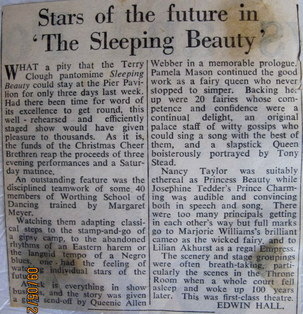 Stars of the future in
‘The Sleeping Beauty’
WHAT a pity that the Terry
Clough pantomime Sleeping
Beauty could stay at the Pier Pavi-
lion for only three days last week.
Had there been time for word of
its excellence to get round, this
well-rehearsed and efficiently
staged show would have given
pleasure to thousands. As it is,
the funds of the Christmas Cheer
Brethren reap the proceeds of three
evening performances and a Satur-
day matinee.
An outstanding feature was the
disciplined teamwork of some 40
members of Worthing School of
Dancing trained by Margaret
Meyer.
Watching them adapting classi-
cal steps to the stamp-and-go of
a gipsy camp, to the abandoned
rhythms of an Eastern harem or
the languid tempo of a Negro
blues, one had the feeling of
individual stars of the
is everything in show
and the story was given
a send-off by Queenie Allen
Webber in a memorable prologue.
Pamela Mason continued the good
work as a fairy queen who never
stopped to simper. Backing her
up were 20 fairies whose com-
petence and confidence were a
continual delight, an original
palace staff of witty gossips who
could sing a song with the best of
them, and a slapstick Queen
boisterously portrayed by Tony
Stead.
Nancy Taylor was suitably
ethereal as Princess Beauty while
Josephine Tedder's Prince Charm-
ing was audible and convincing
both in speech and song. There
were too many principals getting
in each other's way but full marks
go to Marjorie Williams's brilliant
cameo as the wicked fairy, and to
Lilian Akhurst as a regal Empress.
The scenery and stage groupings
were often breath-taking, parti-
cularly the scenes in the Throne
Room when a whole court fell
asleep and woke up 100 years
later. This was first-class theatre.
EDWIN HALL.